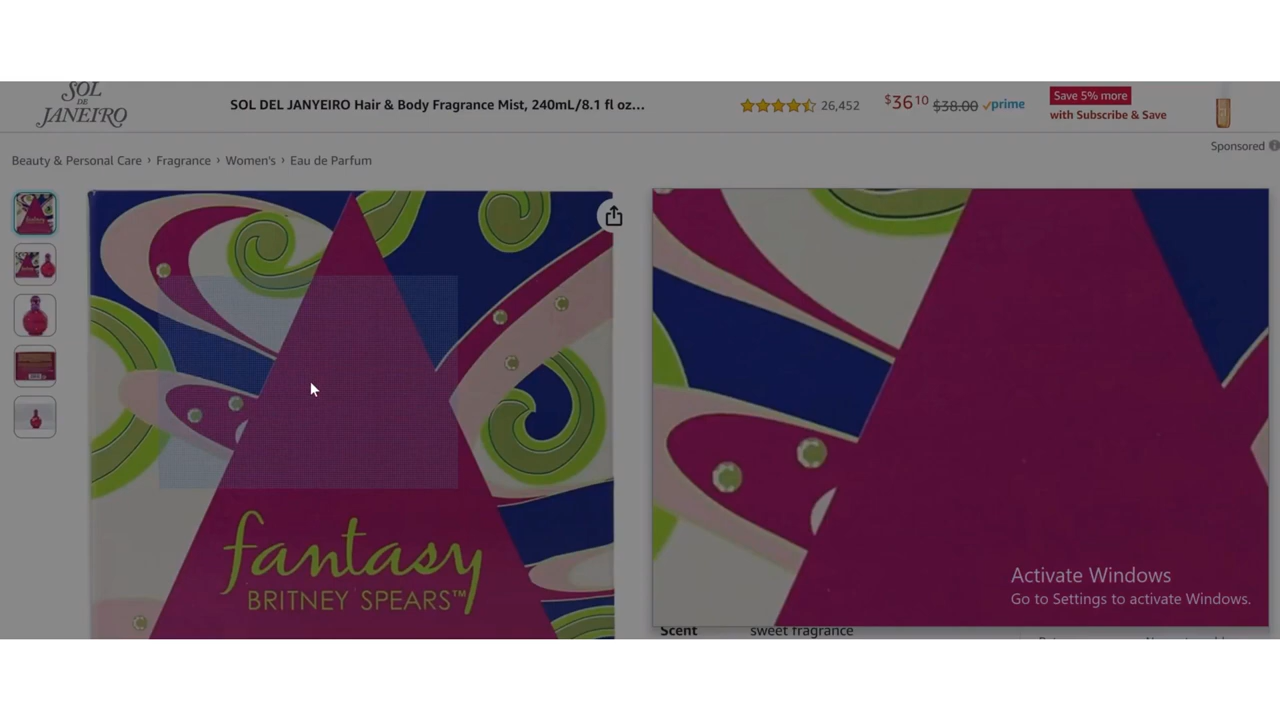 SOL
DE
JANEIRO
SOL DEL JANYEIRO Hair & Body Fragrance Mist, 240mL/8.1 fl oz...
26,452
$36 10 $38.00 prime
Save 5% more
with Subscribe & Save
Sponsored
Beauty & Personal Care › Fragrance › Women's › Eau de Parfum
fantasy
BRITNEY SPEARS™
Activate Windows
Go to Settings to activate Windows.
Scent sweet fragrance